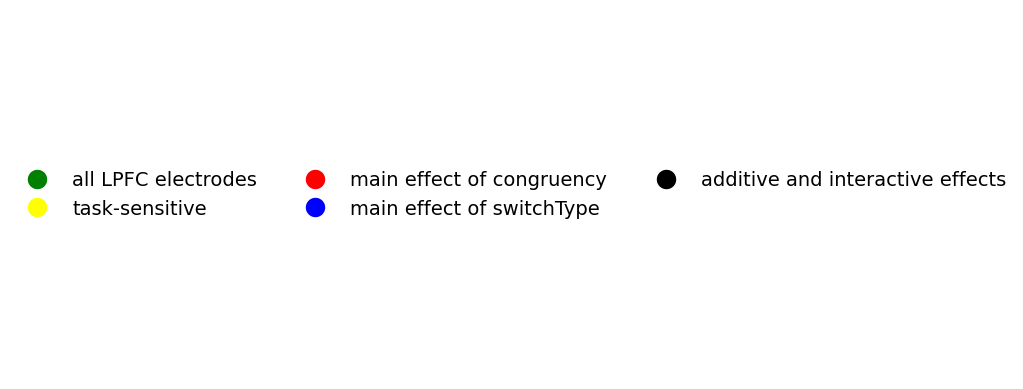 all LPFC electrodes
task-sensitive
main effect of congruency
main effect of switchType
additive and interactive effects